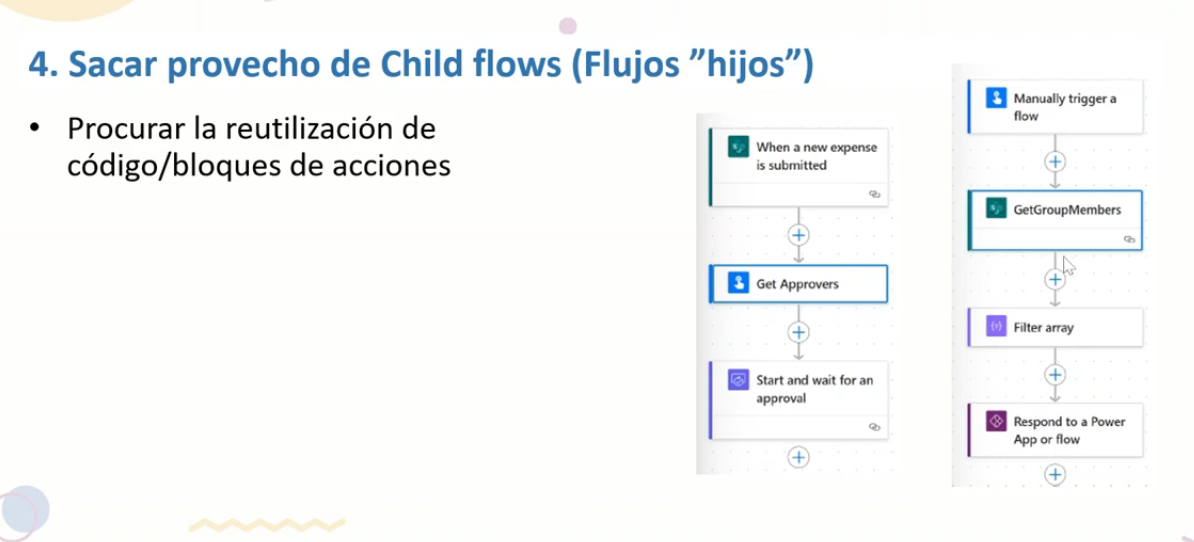 4. Sacar provecho de Child flows (Flujos ”hijos”)
• Procurar la reutilización de
código/bloques de acciones
When a new expense
is submitted
Get Approvers
Start and wait for an
approval
Manually trigger a
flow
GetGroupMembers
Filter array
Respond to a Power
App or flow